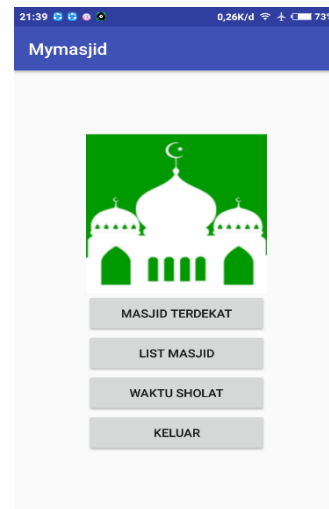 21:39 0,26K/d 73%
Mymasjid
MASJID TERDEKAT
LIST MASJID
WAKTU SHOLAT
KELUAR